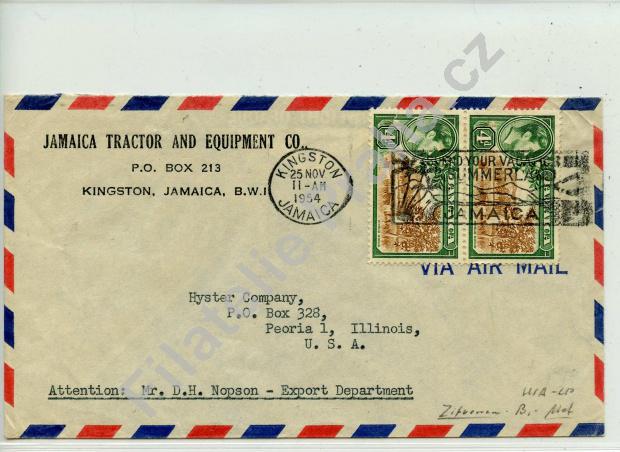 JAMAICA TRACTOR AND EQUIPMENT CO.,
P.O. BOX 213
KINGSTON, JAMAICA, B.W.I
KINGSTON
25 NOV
11-AM
1954
JAMAICA
YOUR VACA
SUMMERLAND
JAMAICA
VIA AIR MAIL
Hyster Company,
P.O. Box 328,
Peoria 1, Illinois,
U. S. A.
Attention: Mr. D.H. Nopson - Export Department